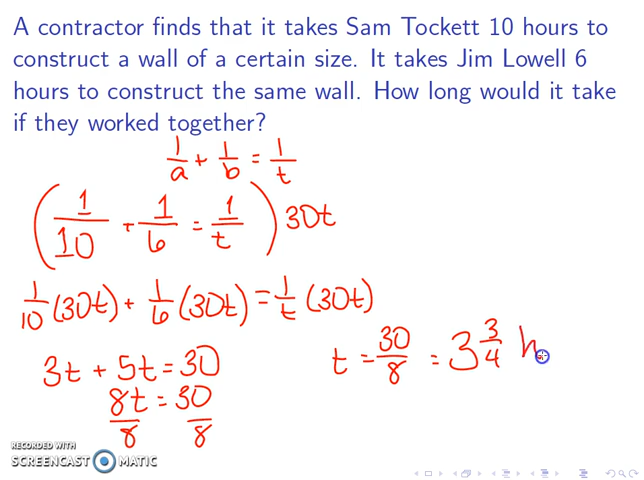 A contractor finds that it takes Sam Tockett 10 hours to
construct a wall of a certain size. It takes Jim Lowell 6
hours to construct the same wall. How long would it take
if they worked together?
1/a + 1/b = 1/t
(1/10 + 1/6 = 1/t) 30t
1/10 (30t) + 1/6 (30t) = 1/t (30t)
3t + 5t = 30
8t/8 = 30/8
t = 30/8 = 3 3/4 h
RECORDED WITH
SCREENCAST MATIC